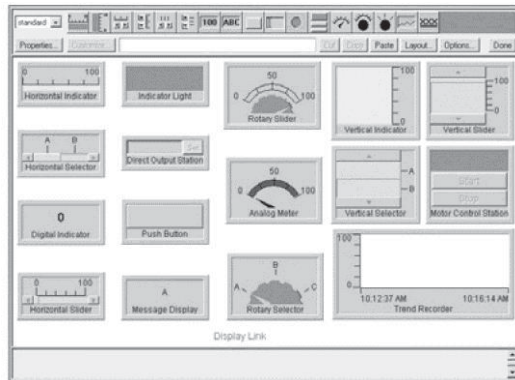 standard 100 ABC
Properties... Customize... Cut Copy Paste Layout... Options... Done
0 100
Horizontal Indicator
Indicator Light
0 50 100
Rotary Slider
100
0
Vertical Indicator
100
0
Vertical Slider
A B
Horizontal Selector
Set
Direct Output Station
0 50 100
Analog Meter
A
B
Vertical Selector
Start
Stop
Motor Control Station
0
Digital Indicator
Push Button
0 100
Horizontal Slider
A
Message Display
A B C
Rotary Selector
100
0
10:12:37 AM 10:16:14 AM
Trend Recorder
Display Link